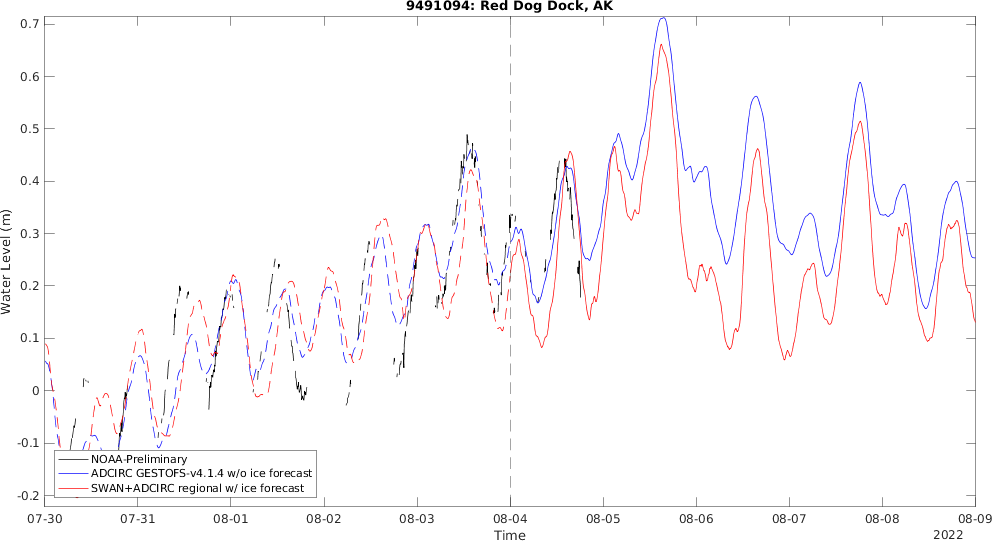 9491094: Red Dog Dock, AK
0.7
0.6
0.5
0.4
0.3
0.2
0.1
0
-0.1
-0.2
Water Level (m)
NOAA-Preliminary
ADCIRC GESTOFS-v4.1.4 w/o ice forecast
SWAN+ADCIRC regional w/ ice forecast
07-30 07-31 08-01 08-02 08-03 08-04 08-05 08-06 08-07 08-08 08-09
Time
2022